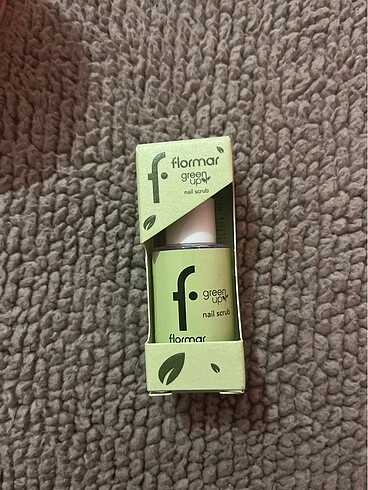 f.
flormar
green
up
nail scrub
f.
green
up
nail scrub
flormar